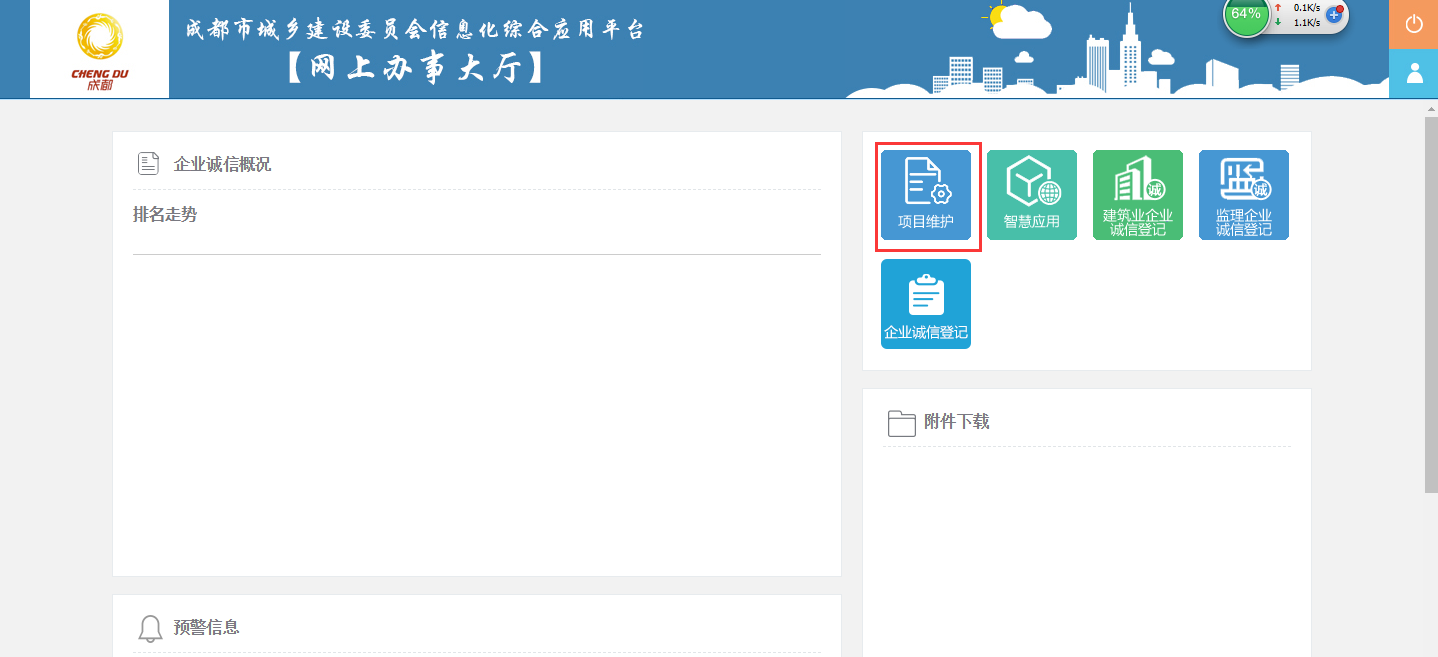 成都市城乡建设委员会信息化综合应用平台
【网上办事大厅】
CHENG DU
成都
64%
0.1K/s
1.1K/s
企业诚信概况
排名走势
项目维护
智慧应用
建筑业企业
诚信登记
诚
监理企业
诚信登记
诚
企业诚信登记
附件下载
预警信息